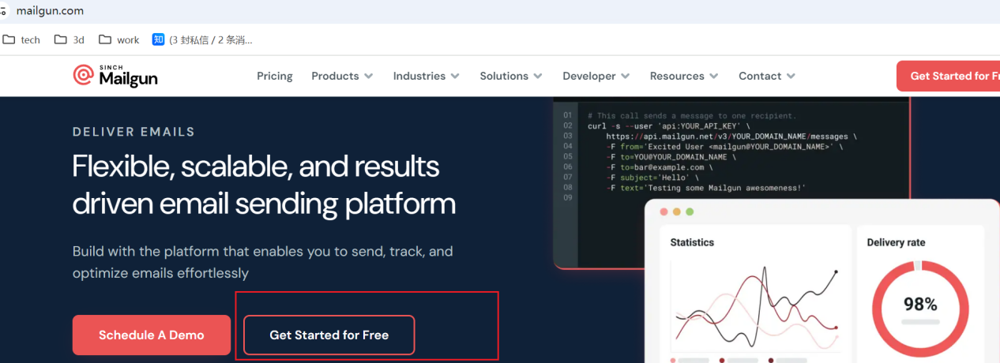 mailgun.com
tech 3d work 知 (3 封私信 / 2 条消...
SINCH
Mailgun
Pricing Products Industries Solutions Developer Resources Contact
Get Started for Fr
DELIVER EMAILS
Flexible, scalable, and results
driven email sending platform
Build with the platform that enables you to send, track, and
optimize emails effortlessly
Schedule A Demo
Get Started for Free
01 # This call sends a message to one recipient.
02 curl -s --user 'api:YOUR_API_KEY' \
03 https://api.mailgun.net/v3/YOUR_DOMAIN_NAME/messages \
04 -F from='Excited User <mailgun@YOUR_DOMAIN_NAME>' \
05 -F to=YOU@YOUR_DOMAIN_NAME \
06 -F to=bar@example.com \
07 -F subject='Hello' \
08 -F text='Testing some Mailgun awesomeness!'
09
Statistics
Delivery rate
98%